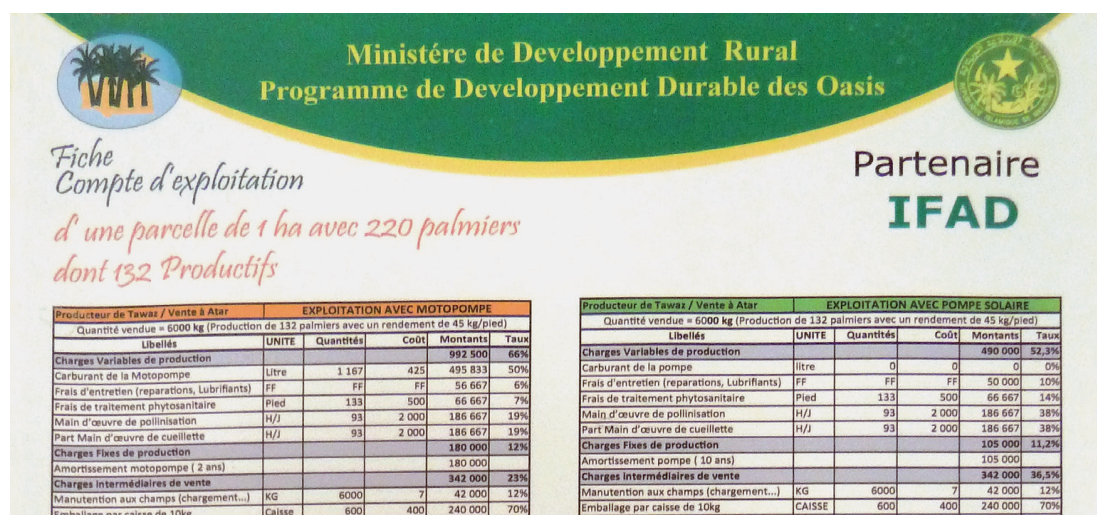 Ministére de Developpement Rural
Programme de Developpement Durable des Oasis
Fiche
Compte d'exploitation
d' une parcelle de 1 ha avec 220 palmiers
dont 132 Productifs
Partenaire
IFAD
Producteur de Tawaz / Vente à Atar EXPLOITATION AVEC MOTOPOMPE
Quantité vendue = 6000 kg (Production de 132 palmiers avec un rendement de 45 kg/pied)
Libellés UNITE Quantités Coût Montants Taux
Charges Variables de production 992 500 66%
Carburant de la Motopompe Litre 1 167 425 495 833 50%
Frais d'entretien (reparations, Lubrifiants) FF FF FF 56 667 6%
Frais de traitement phytosanitaire Pied 133 500 66 667 7%
Main d'œuvre de pollinisation H/J 93 2 000 186 667 19%
Part Main d'œuvre de cueillette H/J 93 2 000 186 667 19%
Charges Fixes de production 180 000 12%
Amortissement motopompe ( 2 ans) 180 000
Charges intermédiaires de vente 342 000 23%
Manutention aux champs (chargement...) KG 6000 7 42 000 12%
Emballage par caisse de 10kg Caisse 600 400 240 000 70%
Producteur de Tawaz / Vente à Atar EXPLOITATION AVEC POMPE SOLAIRE
Quantité vendue = 6000 kg (Production de 132 palmiers avec un rendement de 45 kg/pied)
Libellés UNITE Quantités Coût Montants Taux
Charges Variables de production 490 000 52,3%
Carburant de la pompe litre 0 0 0 0%
Frais d'entretien (reparations, Lubrifiants) FF FF FF 50 000 10%
Frais de traitement phytosanitaire Pied 133 500 66 667 14%
Main d'œuvre de pollinisation H/J 93 2 000 186 667 38%
Part Main d'œuvre de cueillette H/J 93 2 000 186 667 38%
Charges Fixes de production 105 000 11,2%
Amortissement pompe ( 10 ans) 105 000
Charges intermédiaires de vente 342 000 36,5%
Manutention aux champs (chargement...) KG 6000 7 42 000 12%
Emballage par caisse de 10kg CAISSE 600 400 240 000 70%